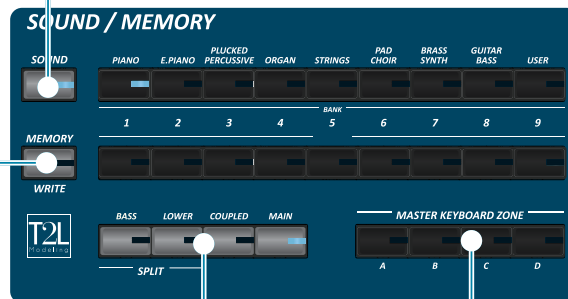 SOUND / MEMORY
SOUND
PIANO E.PIANO PLUCKED PERCUSSIVE ORGAN STRINGS PAD CHOIR BRASS SYNTH GUITAR BASS USER
BANK
1 2 3 4 5 6 7 8 9
MEMORY
WRITE
T2L
Modeling
BASS LOWER COUPLED MAIN
SPLIT
MASTER KEYBOARD ZONE
A B C D